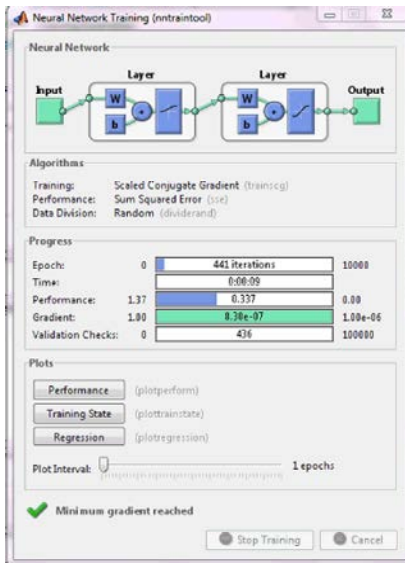 Neural Network Training (nntraintool)
Neural Network
Layer
Layer
Input
Output
W
b
W
b
Algorithms
Training: Scaled Conjugate Gradient (trainscg)
Performance: Sum Squared Error (sse)
Data Division: Random (dividerand)
Progress
Epoch: 0 441 iterations 10000
Time: 0:00:09
Performance: 1.37 0.337 0.00
Gradient: 1.00 8.30e-07 1.00e-06
Validation Checks: 0 436 100000
Plots
Performance (plotperform)
Training State (plottrainstate)
Regression (plotregression)
Plot Interval: 1 epochs
Minimum gradient reached
Stop Training Cancel